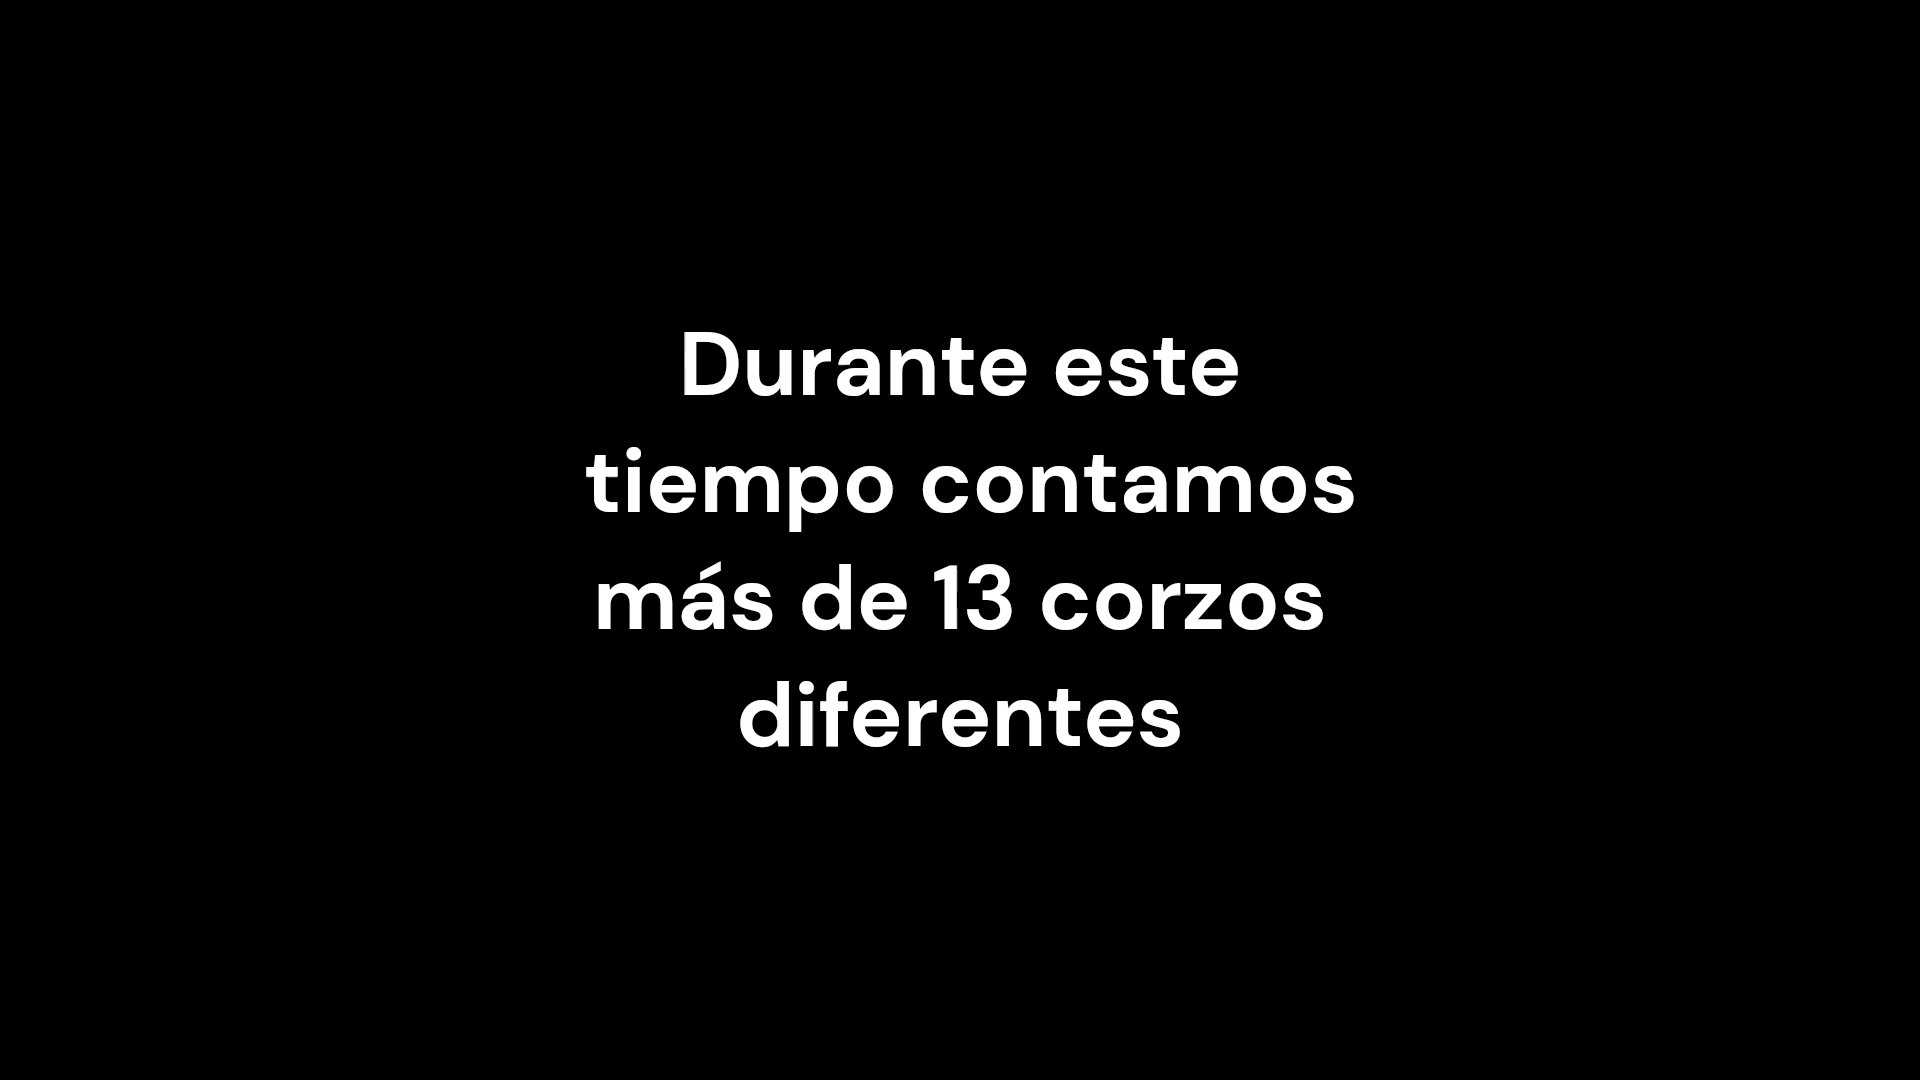 Durante este
tiempo contamos
más de 13 corzos
diferentes